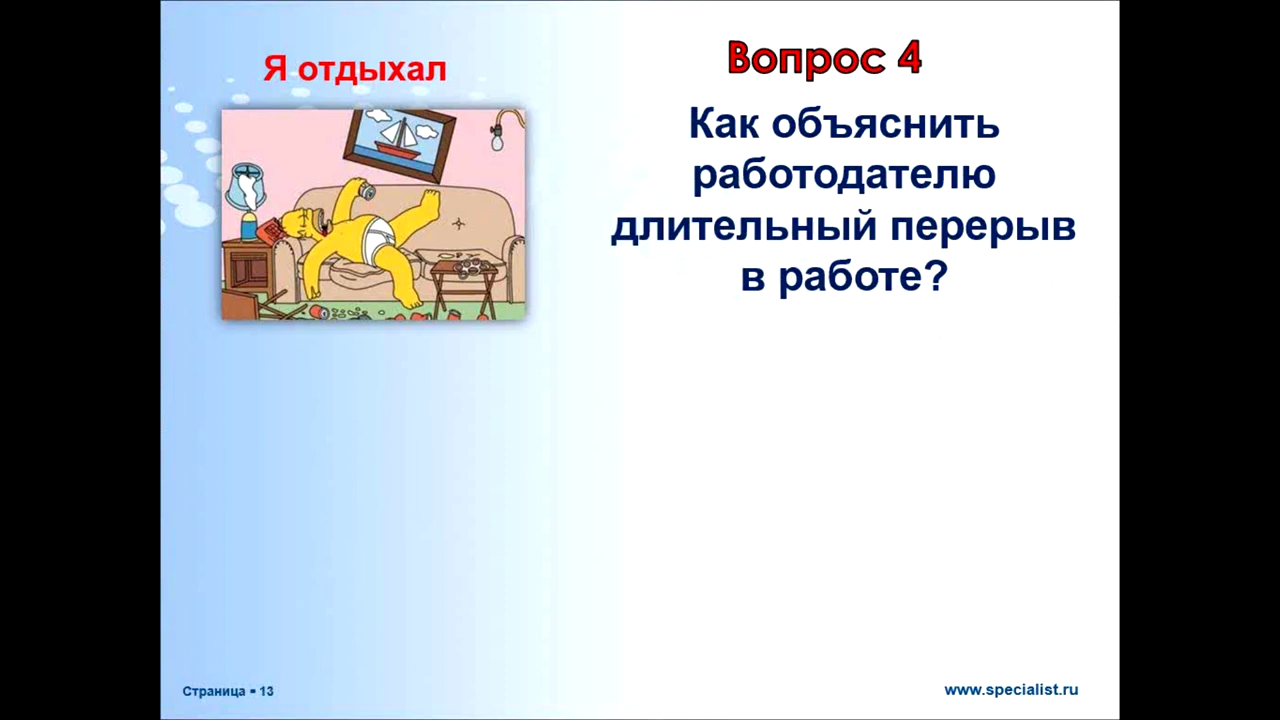 Я отдыхал
Вопрос 4
Как объяснить
работодателю
длительный перерыв
в работе?
Страница ▪ 13
www.specialist.ru